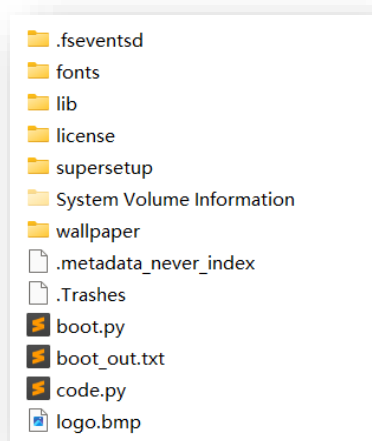 .fseventsd
fonts
lib
license
supersetup
System Volume Information
wallpaper
.metadata_never_index
.Trashes
boot.py
boot_out.txt
code.py
logo.bmp